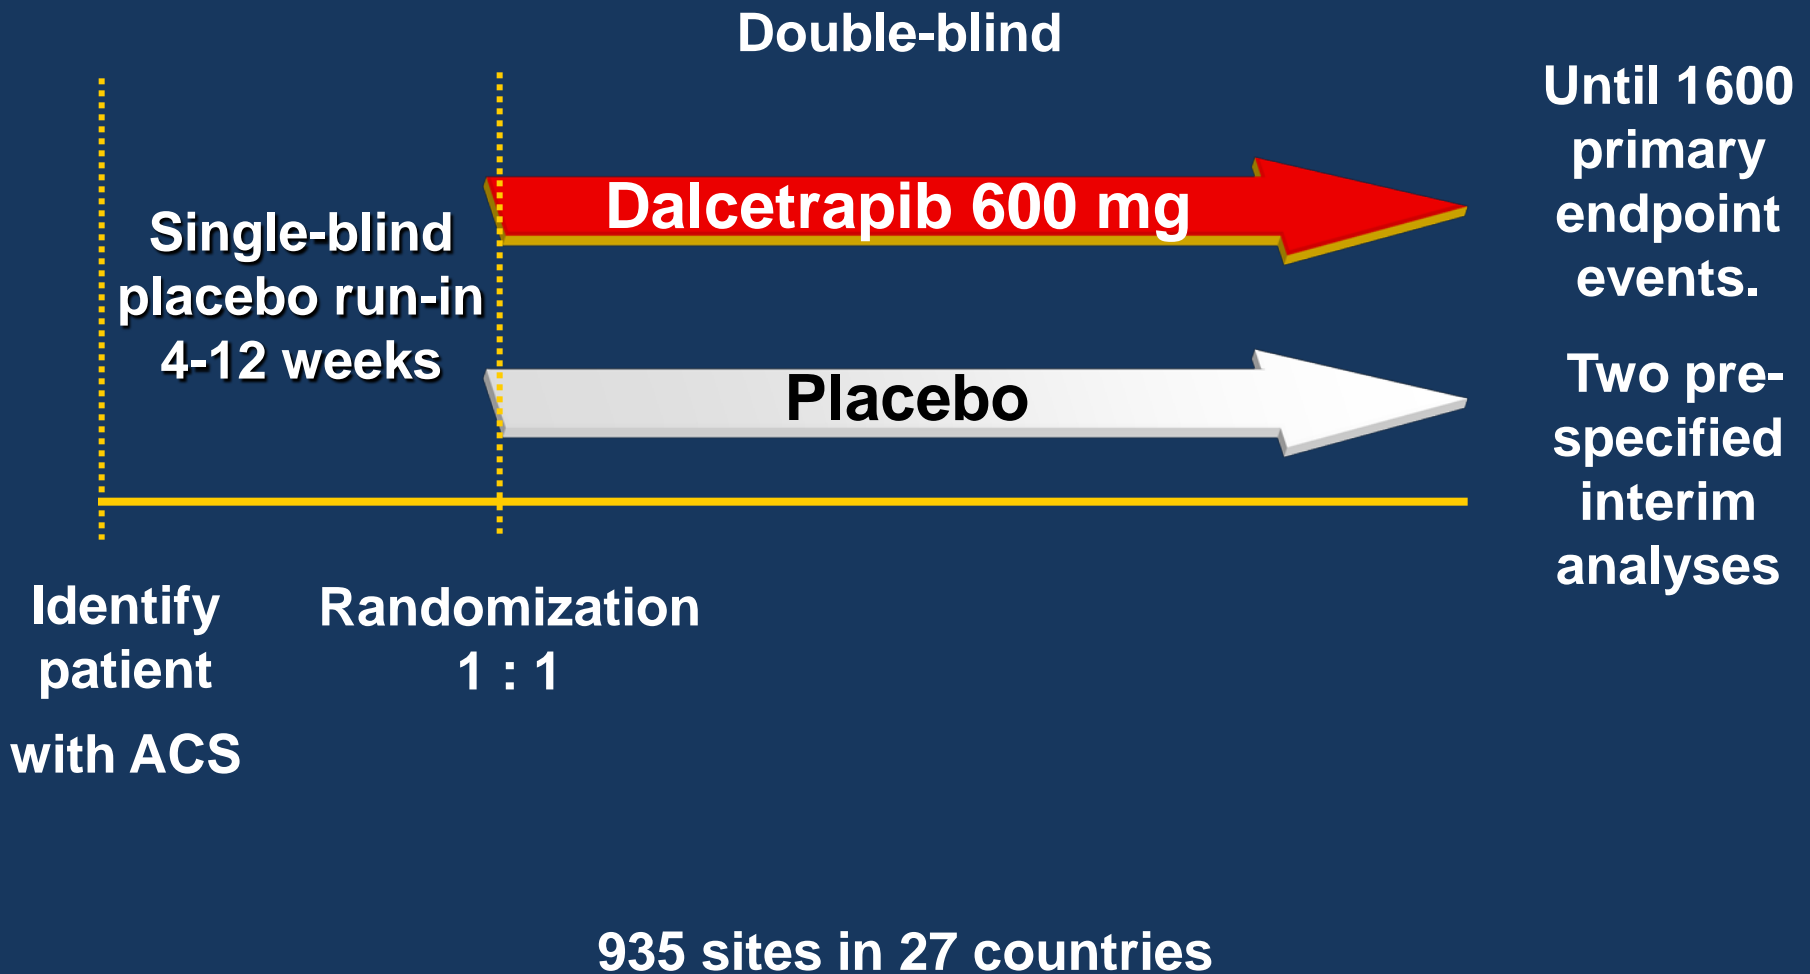 Double-blind
Single-blind
placebo run-in
4-12 weeks
Dalcetrapib 600 mg
Placebo
Until 1600
primary
endpoint
events.
Two pre-
specified
interim
analyses
Identify
patient
with ACS
Randomization
1 : 1
935 sites in 27 countries